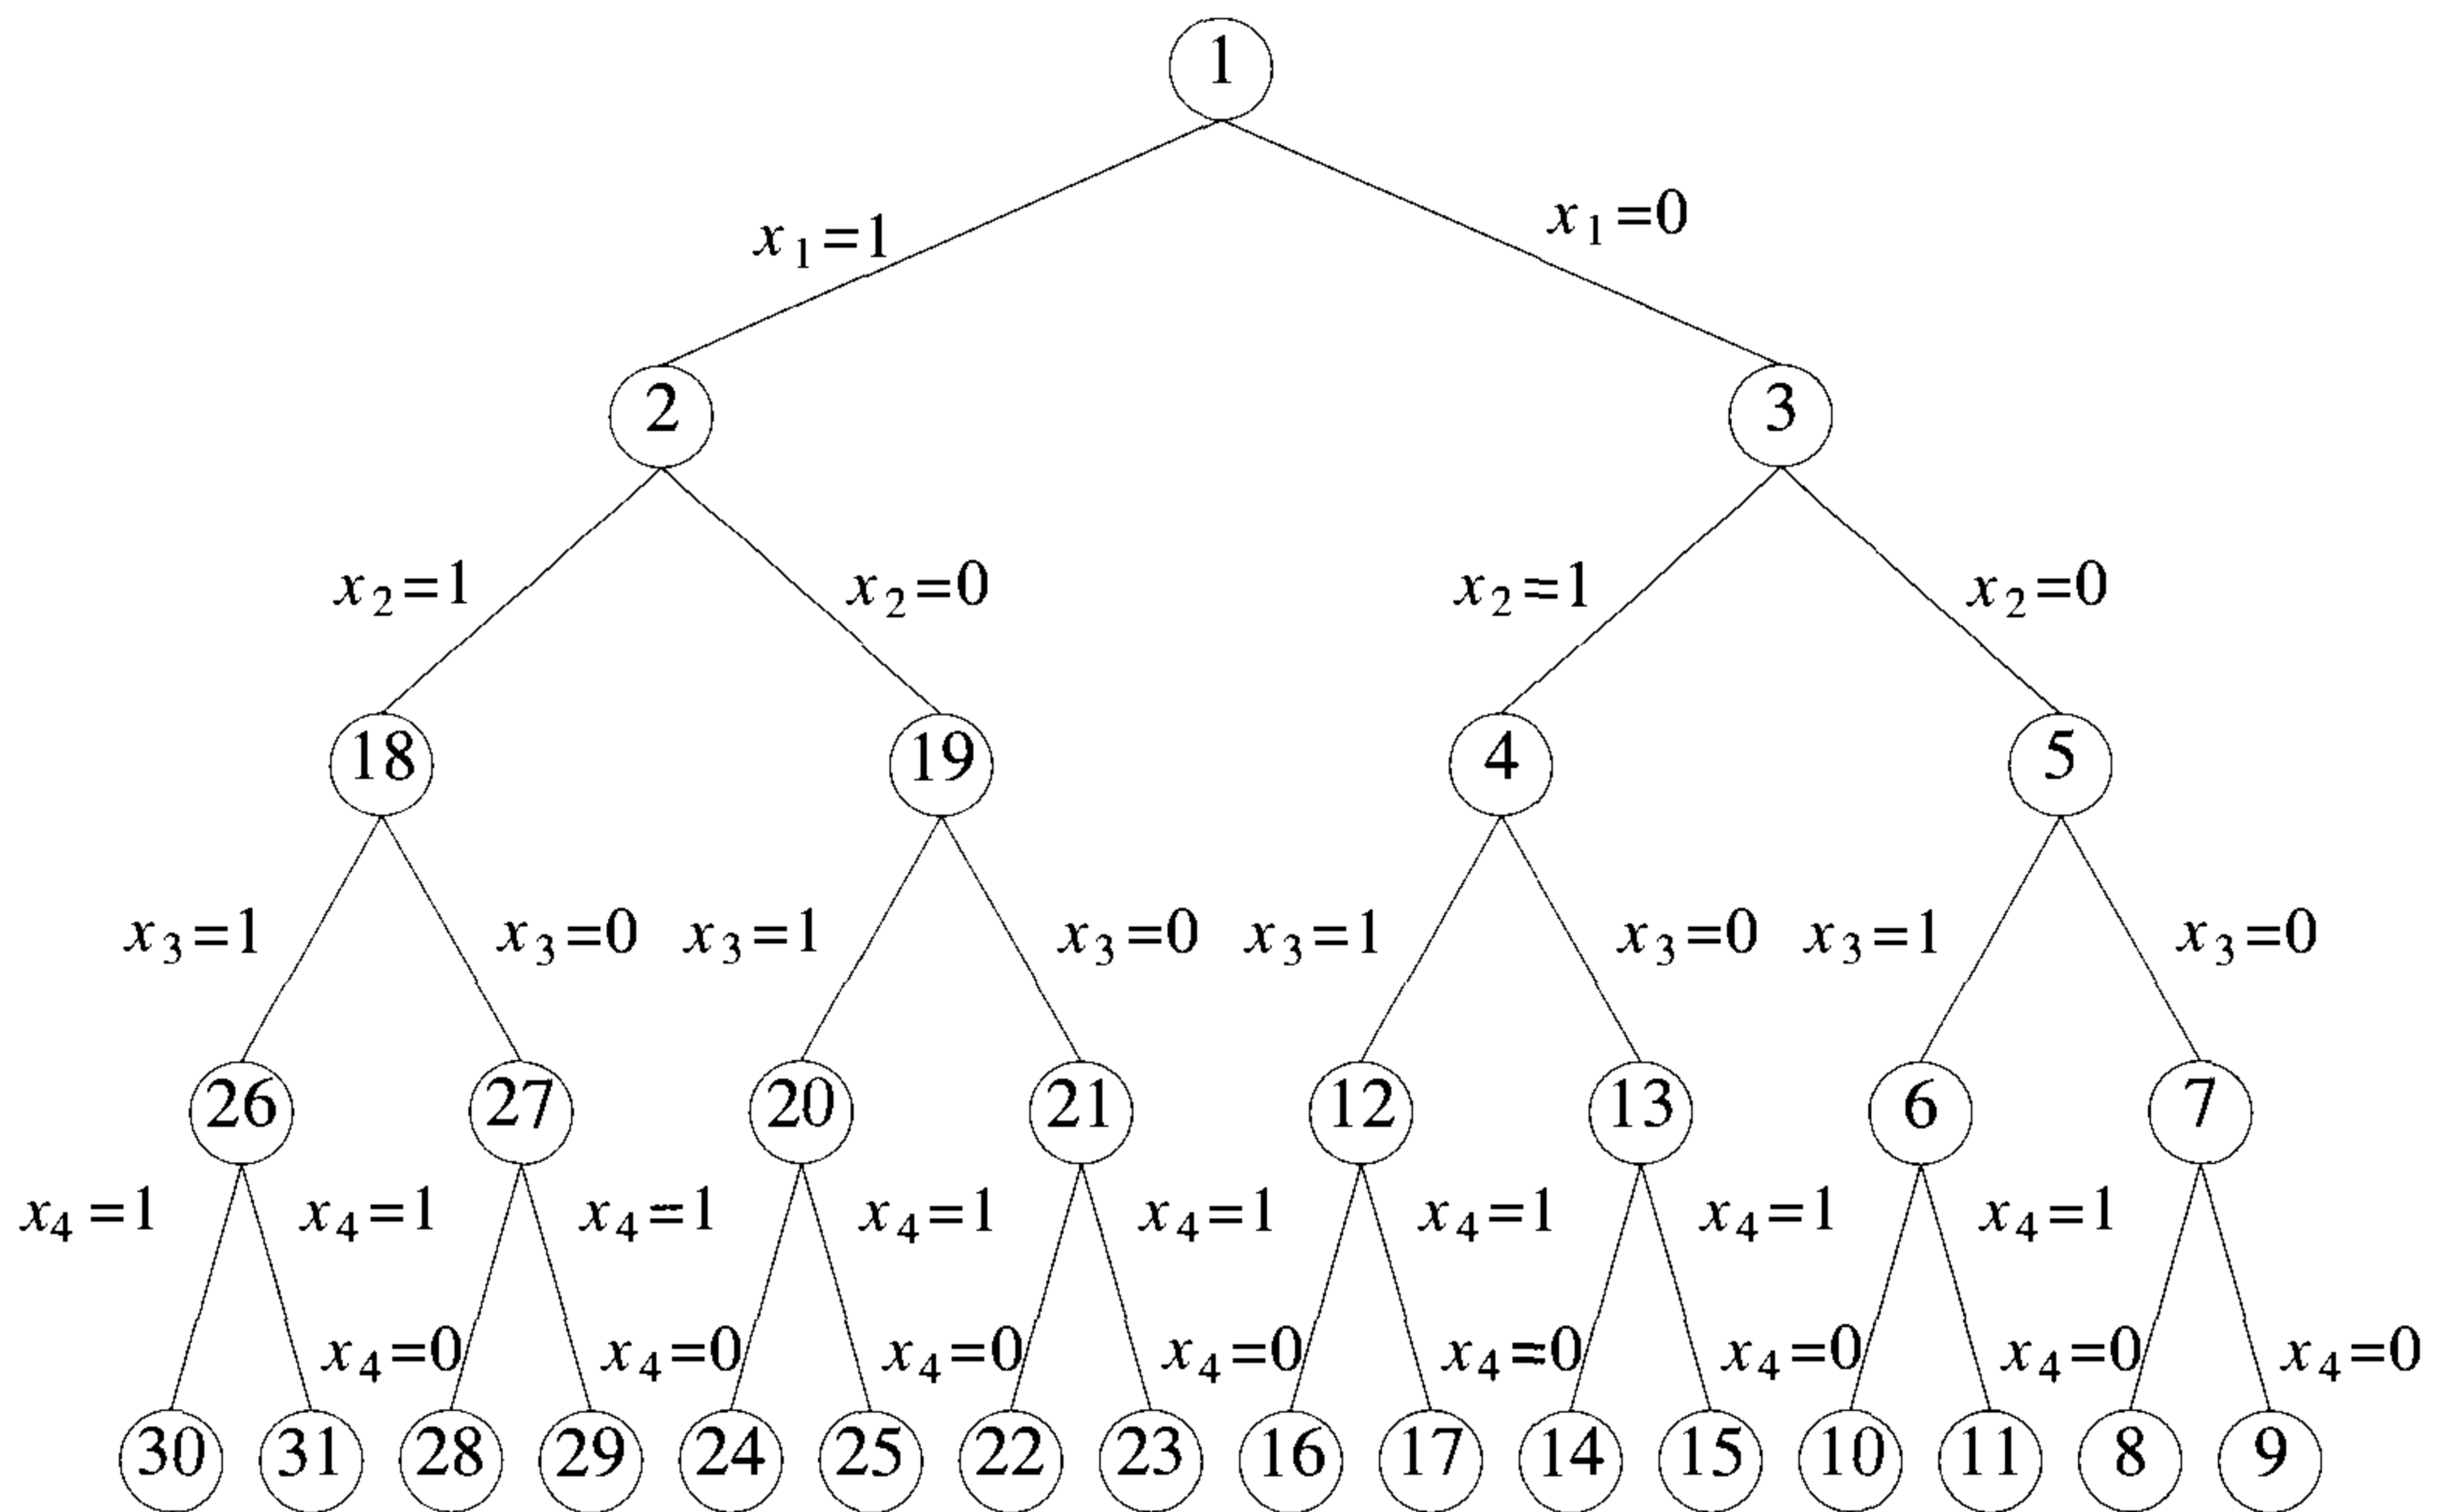 1
x1=1 x1=0
2 3
x2=1 x2=0 x2=1 x2=0
18 19 4 5
x3=1 x3=0 x3=1 x3=0 x3=1 x3=0 x3=1 x3=0
26 27 20 21 12 13 6 7
x4=1 x4=1 x4=1 x4=1 x4=1 x4=1 x4=1 x4=1
x4=0 x4=0 x4=0 x4=0 x4=0 x4=0 x4=0 x4=0
30 31 28 29 24 25 22 23 16 17 14 15 10 11 8 9